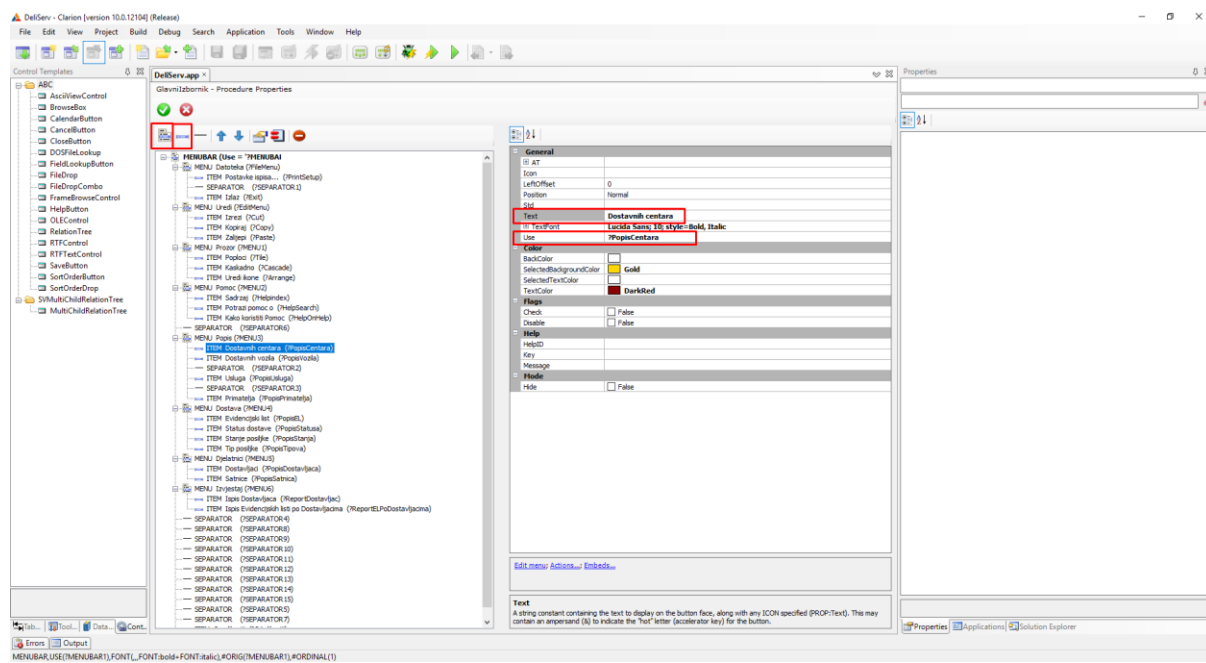 DeliServ - Clarion [version 10.0.12104] (Release)
File Edit View Project Build Debug Search Application Tools Window Help
Control Templates
ABC
AsciiViewControl
BrowseBox
CalendarButton
CancelButton
CloseButton
DOSFileLookup
FieldLookupButton
FileDrop
FileDropCombo
FrameBrowseControl
HelpButton
OLEControl
RelationTree
RTFControl
RTFTextControl
SaveButton
SortOrderButton
SortOrderDrop
SVMultiChildRelationTree
MultiChildRelationTree
DeliServ.app
GlavniIzbornik - Procedure Properties
MENUBAR (Use = '?MENUBAI
MENU Datoteka (?FileMenu)
ITEM Postavke ispisa... (?PrintSetup)
SEPARATOR (?SEPARATOR1)
ITEM Izlaz (?Exit)
MENU Uredi (?EditMenu)
ITEM Izrezi (?Cut)
ITEM Kopiraj (?Copy)
ITEM Zalijepi (?Paste)
MENU Prozor (?MENU1)
ITEM Poploci (?Tile)
ITEM Kaskadno (?Cascade)
ITEM Uredi ikone (?Arrange)
MENU Pomoc (?MENU2)
ITEM Sadrzaj (?Helpindex)
ITEM Potrazi pomoc o (?HelpSearch)
ITEM Kako koristiti Pomoc (?HelpOnHelp)
SEPARATOR (?SEPARATOR6)
MENU Popis (?MENU3)
ITEM Dostavnih centara (?PopisCentara)
ITEM Dostavnih vozila (?PopisVozila)
SEPARATOR (?SEPARATOR2)
ITEM Usluga (?PopisUsluga)
SEPARATOR (?SEPARATOR3)
ITEM Primatelja (?PopisPrimatelja)
MENU Dostava (?MENU4)
ITEM Evidencijski list (?PopisEL)
ITEM Status dostave (?PopisStatusa)
ITEM Stanje posiljke (?PopisStanja)
ITEM Tip posiljke (?PopisTipova)
MENU Djelatnici (?MENU5)
ITEM Dostavljaci (?PopisDostavljaca)
ITEM Satnice (?PopisSatnica)
MENU Izvjestaj (?MENU6)
ITEM Ispis Dostavljaca (?ReportDostavljac)
ITEM Ispis Evidencijskih listi po Dostavljacima (?ReportELPoDostavljacima)
SEPARATOR (?SEPARATOR4)
SEPARATOR (?SEPARATOR8)
SEPARATOR (?SEPARATOR9)
SEPARATOR (?SEPARATOR10)
SEPARATOR (?SEPARATOR11)
SEPARATOR (?SEPARATOR12)
SEPARATOR (?SEPARATOR13)
SEPARATOR (?SEPARATOR14)
SEPARATOR (?SEPARATOR15)
SEPARATOR (?SEPARATOR5)
SEPARATOR (?SEPARATOR7)
General
AT
Icon
LeftOffset 0
Position Normal
Std
Text Dostavnih centara
TextFont Lucida Sans; 10; style=Bold, Italic
Use ?PopisCentara
Color
BackColor
SelectedBackgroundColor Gold
SelectedTextColor
TextColor DarkRed
Flags
Check False
Disable False
Help
HelpID
Key
Message
Mode
Hide False
Edit menu; Actions...; Embeds...
Text
A string constant containing the text to display on the button face, along with any ICON specified (PROP:Text). This may
contain an ampersand (&) to indicate the "hot" letter (accelerator key) for the button.
Properties
Tab... Tool... Data... Cont...
Properties Applications Solution Explorer
Errors Output
MENUBAR,USE(?MENUBAR1),FONT(,,,FONT:bold+FONT:italic),#ORIG(?MENUBAR1),#ORDINAL(1)